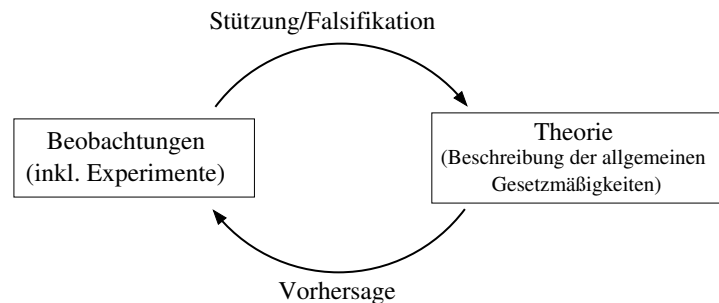 Stützung/Falsifikation
Beobachtungen
(inkl. Experimente)
Theorie
(Beschreibung der allgemeinen
Gesetzmäßigkeiten)
Vorhersage